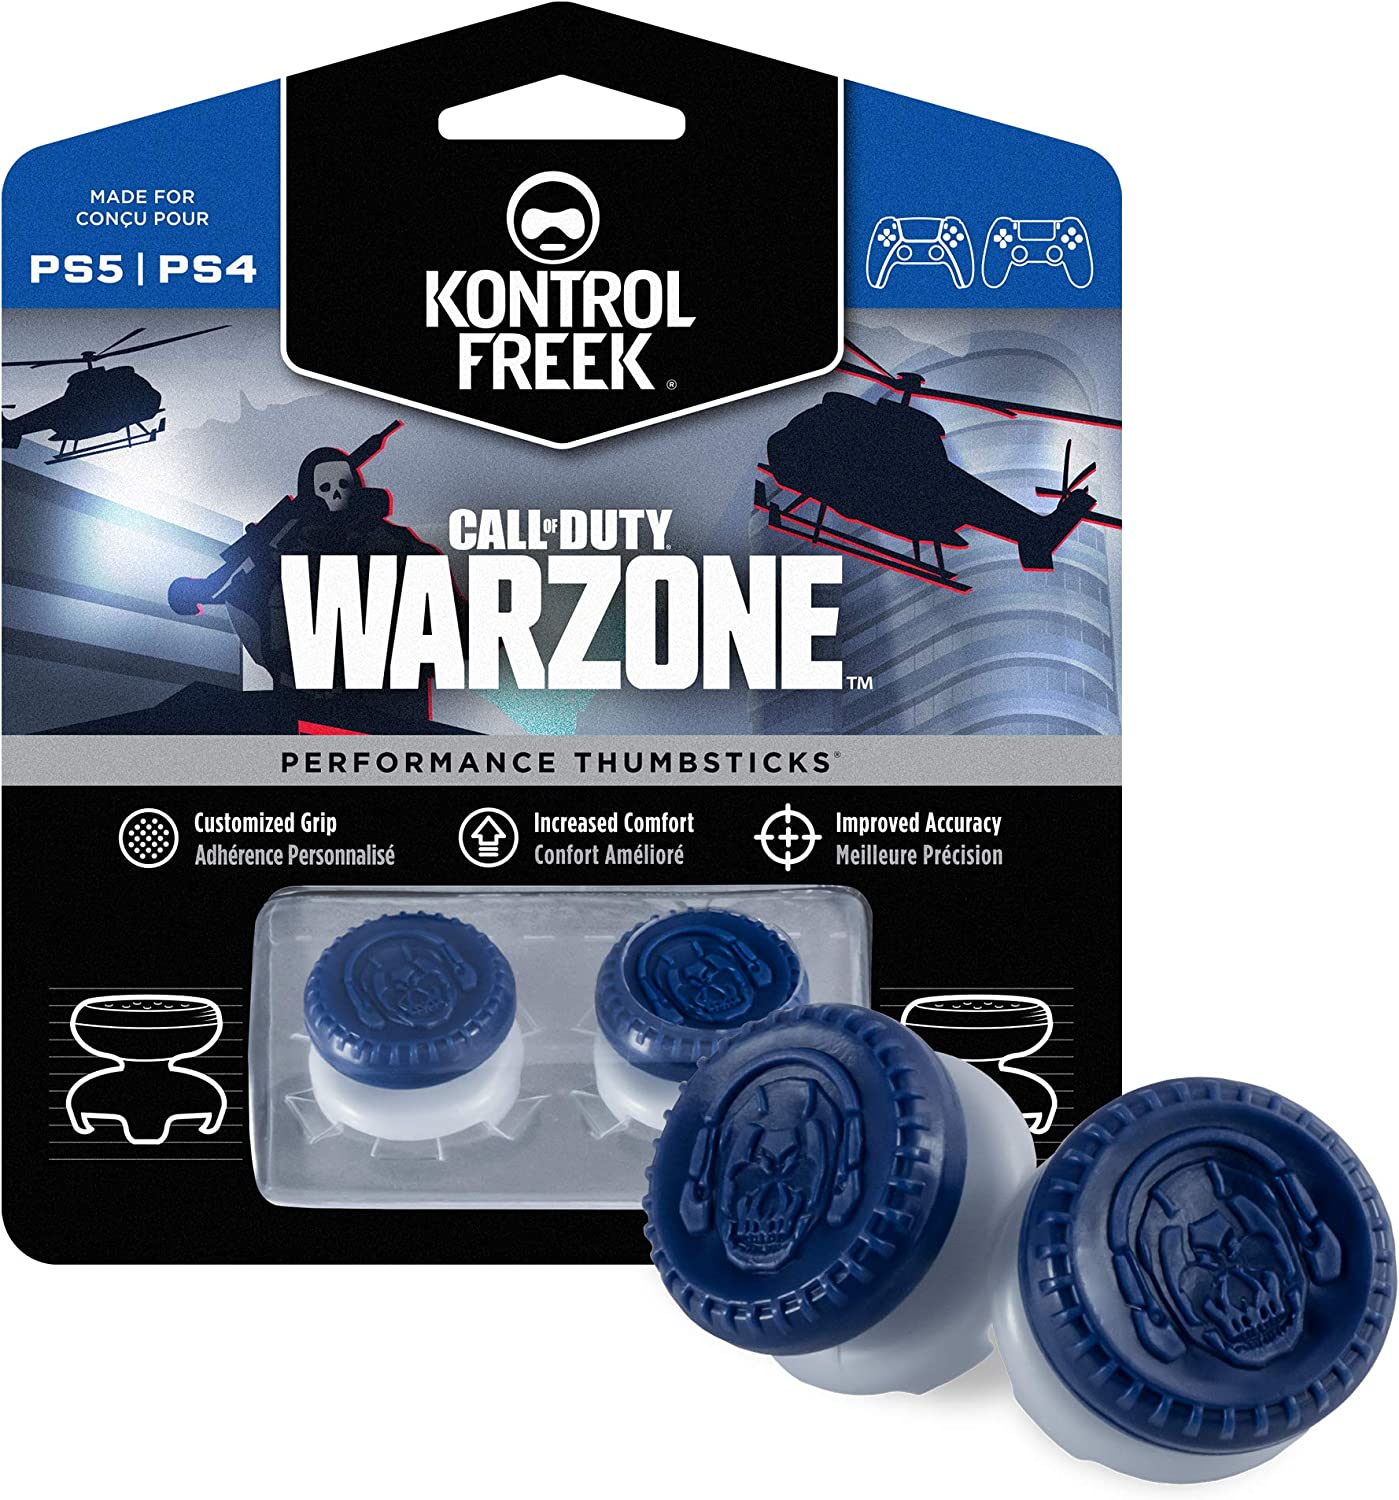 MADE FOR
CONÇU POUR
PS5 | PS4
KONTROL
FREEK®
CALL OF DUTY®
WARZONE™
PERFORMANCE THUMBSTICKS®
Customized Grip
Adhérence Personnalisé
Increased Comfort
Confort Amélioré
Improved Accuracy
Meilleure Précision